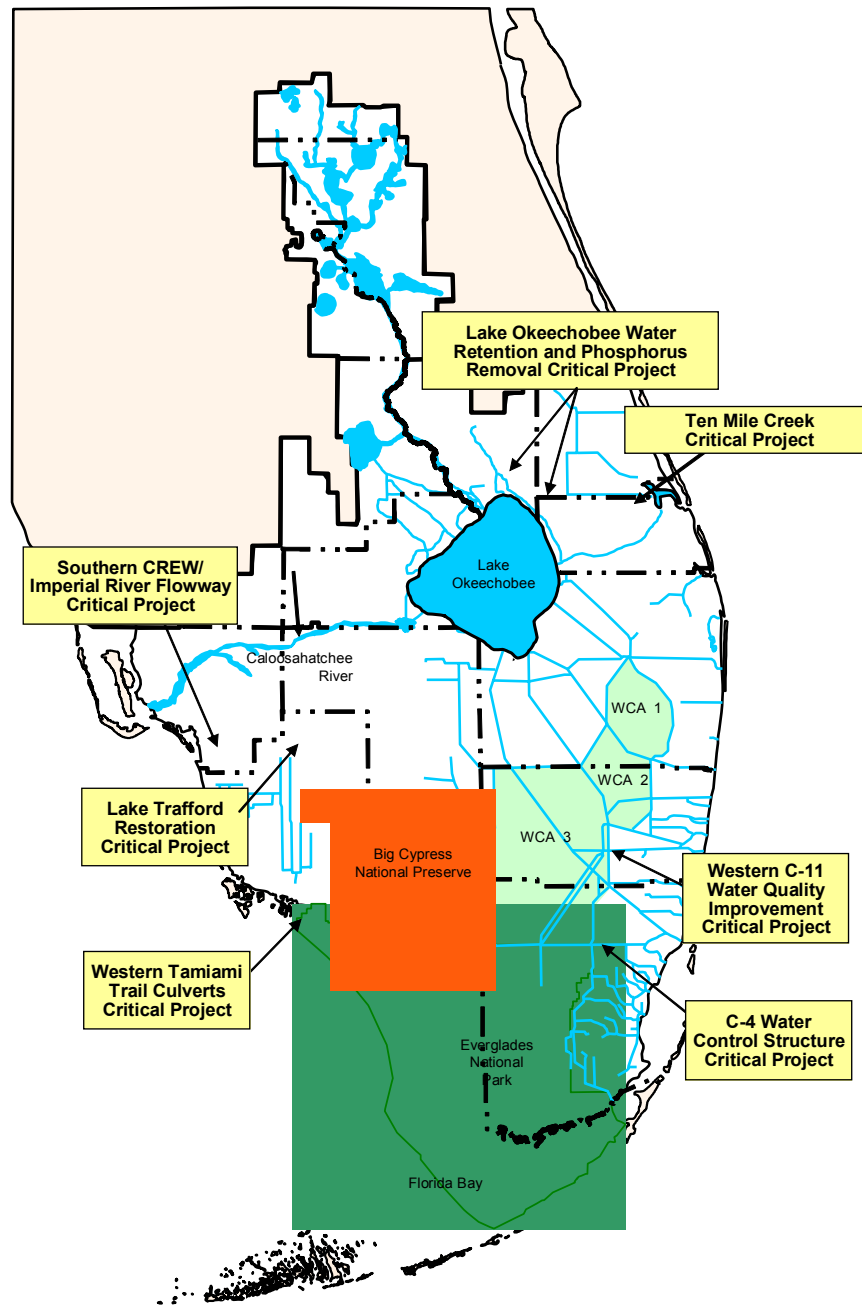 Lake Okeechobee Water
Retention and Phosphorus
Removal Critical Project
Ten Mile Creek
Critical Project
Southern CREW/
Imperial River Flowway
Critical Project
Lake
Okeechobee
Caloosahatchee
River
WCA 1
WCA 2
Lake Trafford
Restoration
Critical Project
WCA 3
Big Cypress
National Preserve
Western C-11
Water Quality
Improvement
Critical Project
Western Tamiami
Trail Culverts
Critical Project
C-4 Water
Control Structure
Critical Project
Everglades
National
Park
Florida Bay